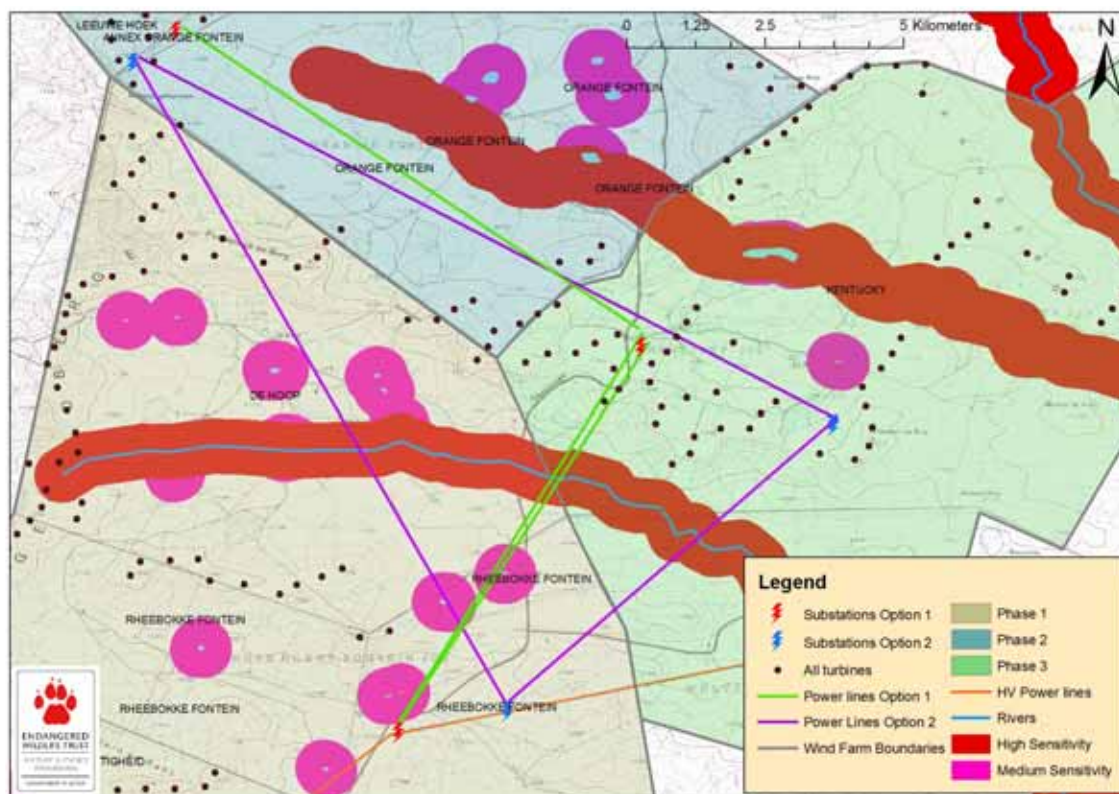 LEEUWE HOEK
ANNEX ORANGE FONTEIN
0 1.25 2.5 5 Kilometers
N
ORANGE FONTEIN
ORANGE FONTEIN
ORANGE FONTEIN
ORANGE FONTEIN
KENTUCKY
DE HOOP
RHEEBOKKE FONTEIN
RHEEBOKKE FONTEIN
RHEEBOKKE FONTEIN
RHEEBOKKE FONTEIN
TIGHEID
ENDANGERED
WILDLIFE TRUST
Legend
Substations Option 1
Substations Option 2
All turbines
Power lines Option 1
Power Lines Option 2
Wind Farm Boundaries
Phase 1
Phase 2
Phase 3
HV Power lines
Rivers
High Sensitivity
Medium Sensitivity